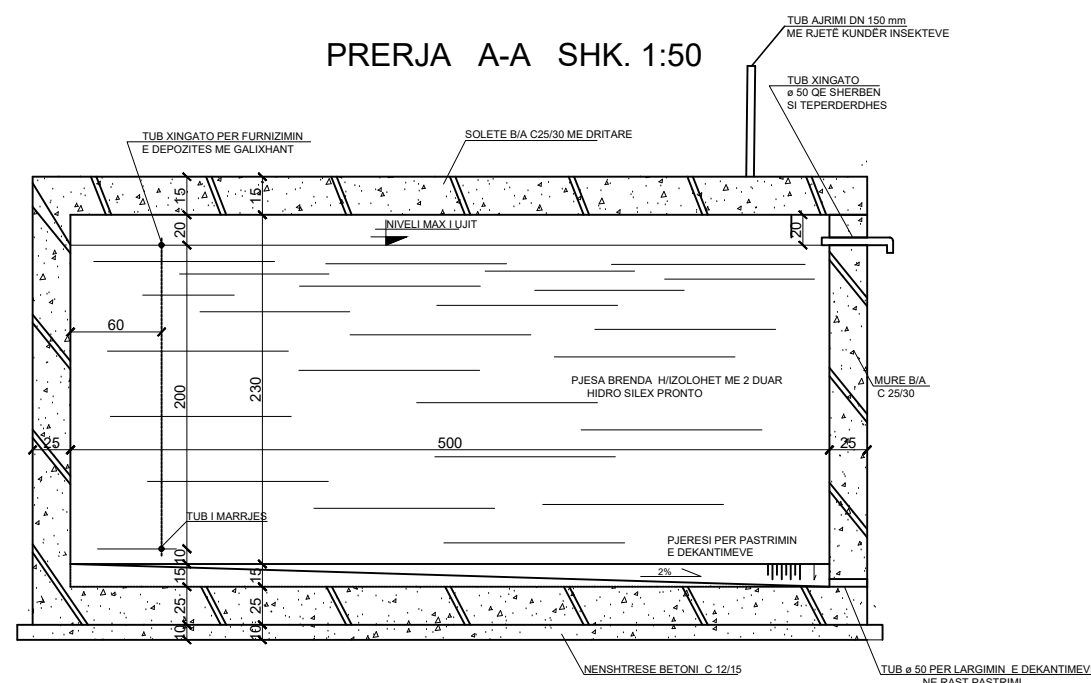 TUB AJRIMI DN 150 mm
ME RJETË KUNDËR INSEKTEVE
PRERJA A-A SHK. 1:50
TUB XINGATO
ø 50 QE SHERBEN
SI TEPERDERDHES
TUB XINGATO PER FURNIZIMIN
E DEPOZITES ME GALIXHANT
SOLETE B/A C25/30 ME DRITARE
15
15
20
NIVELI MAX I UJIT
20
60
200
230
PJESA BRENDA H/IZOLOHET ME 2 DUAR
HIDRO SILEX PRONTO
MURE B/A
C 25/30
25
500
25
TUB I MARRJES
PJERESI PER PASTRIMIN
E DEKANTIMEVE
10
2%
15
15
25
25
10
10
NENSHTRESE BETONI C 12/15
TUB ø 50 PER LARGIMIN E DEKANTIMEV
NE RAST PASTRIMI